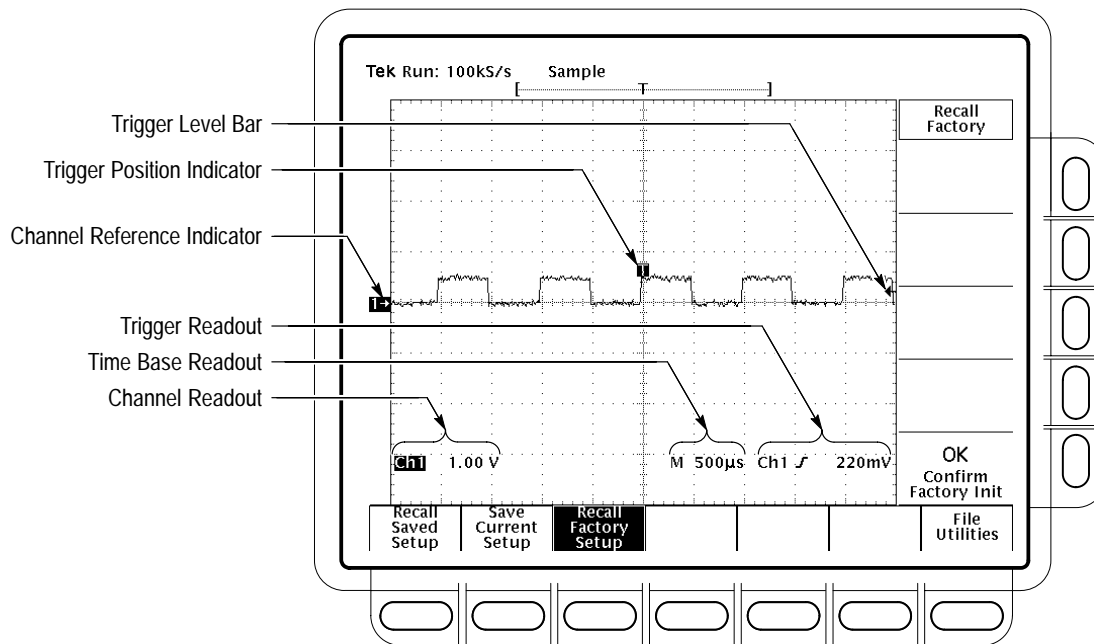 Tek Run: 100kS/s Sample
[ T ]
Trigger Level Bar
Recall
Factory
Trigger Position Indicator
Channel Reference Indicator
T
1→
Trigger Readout
Time Base Readout
Channel Readout
Ch1 1.00 V M 500µs Ch1 220mV
OK
Confirm
Factory Init
Recall
Saved
Setup
Save
Current
Setup
Recall
Factory
Setup
File
Utilities